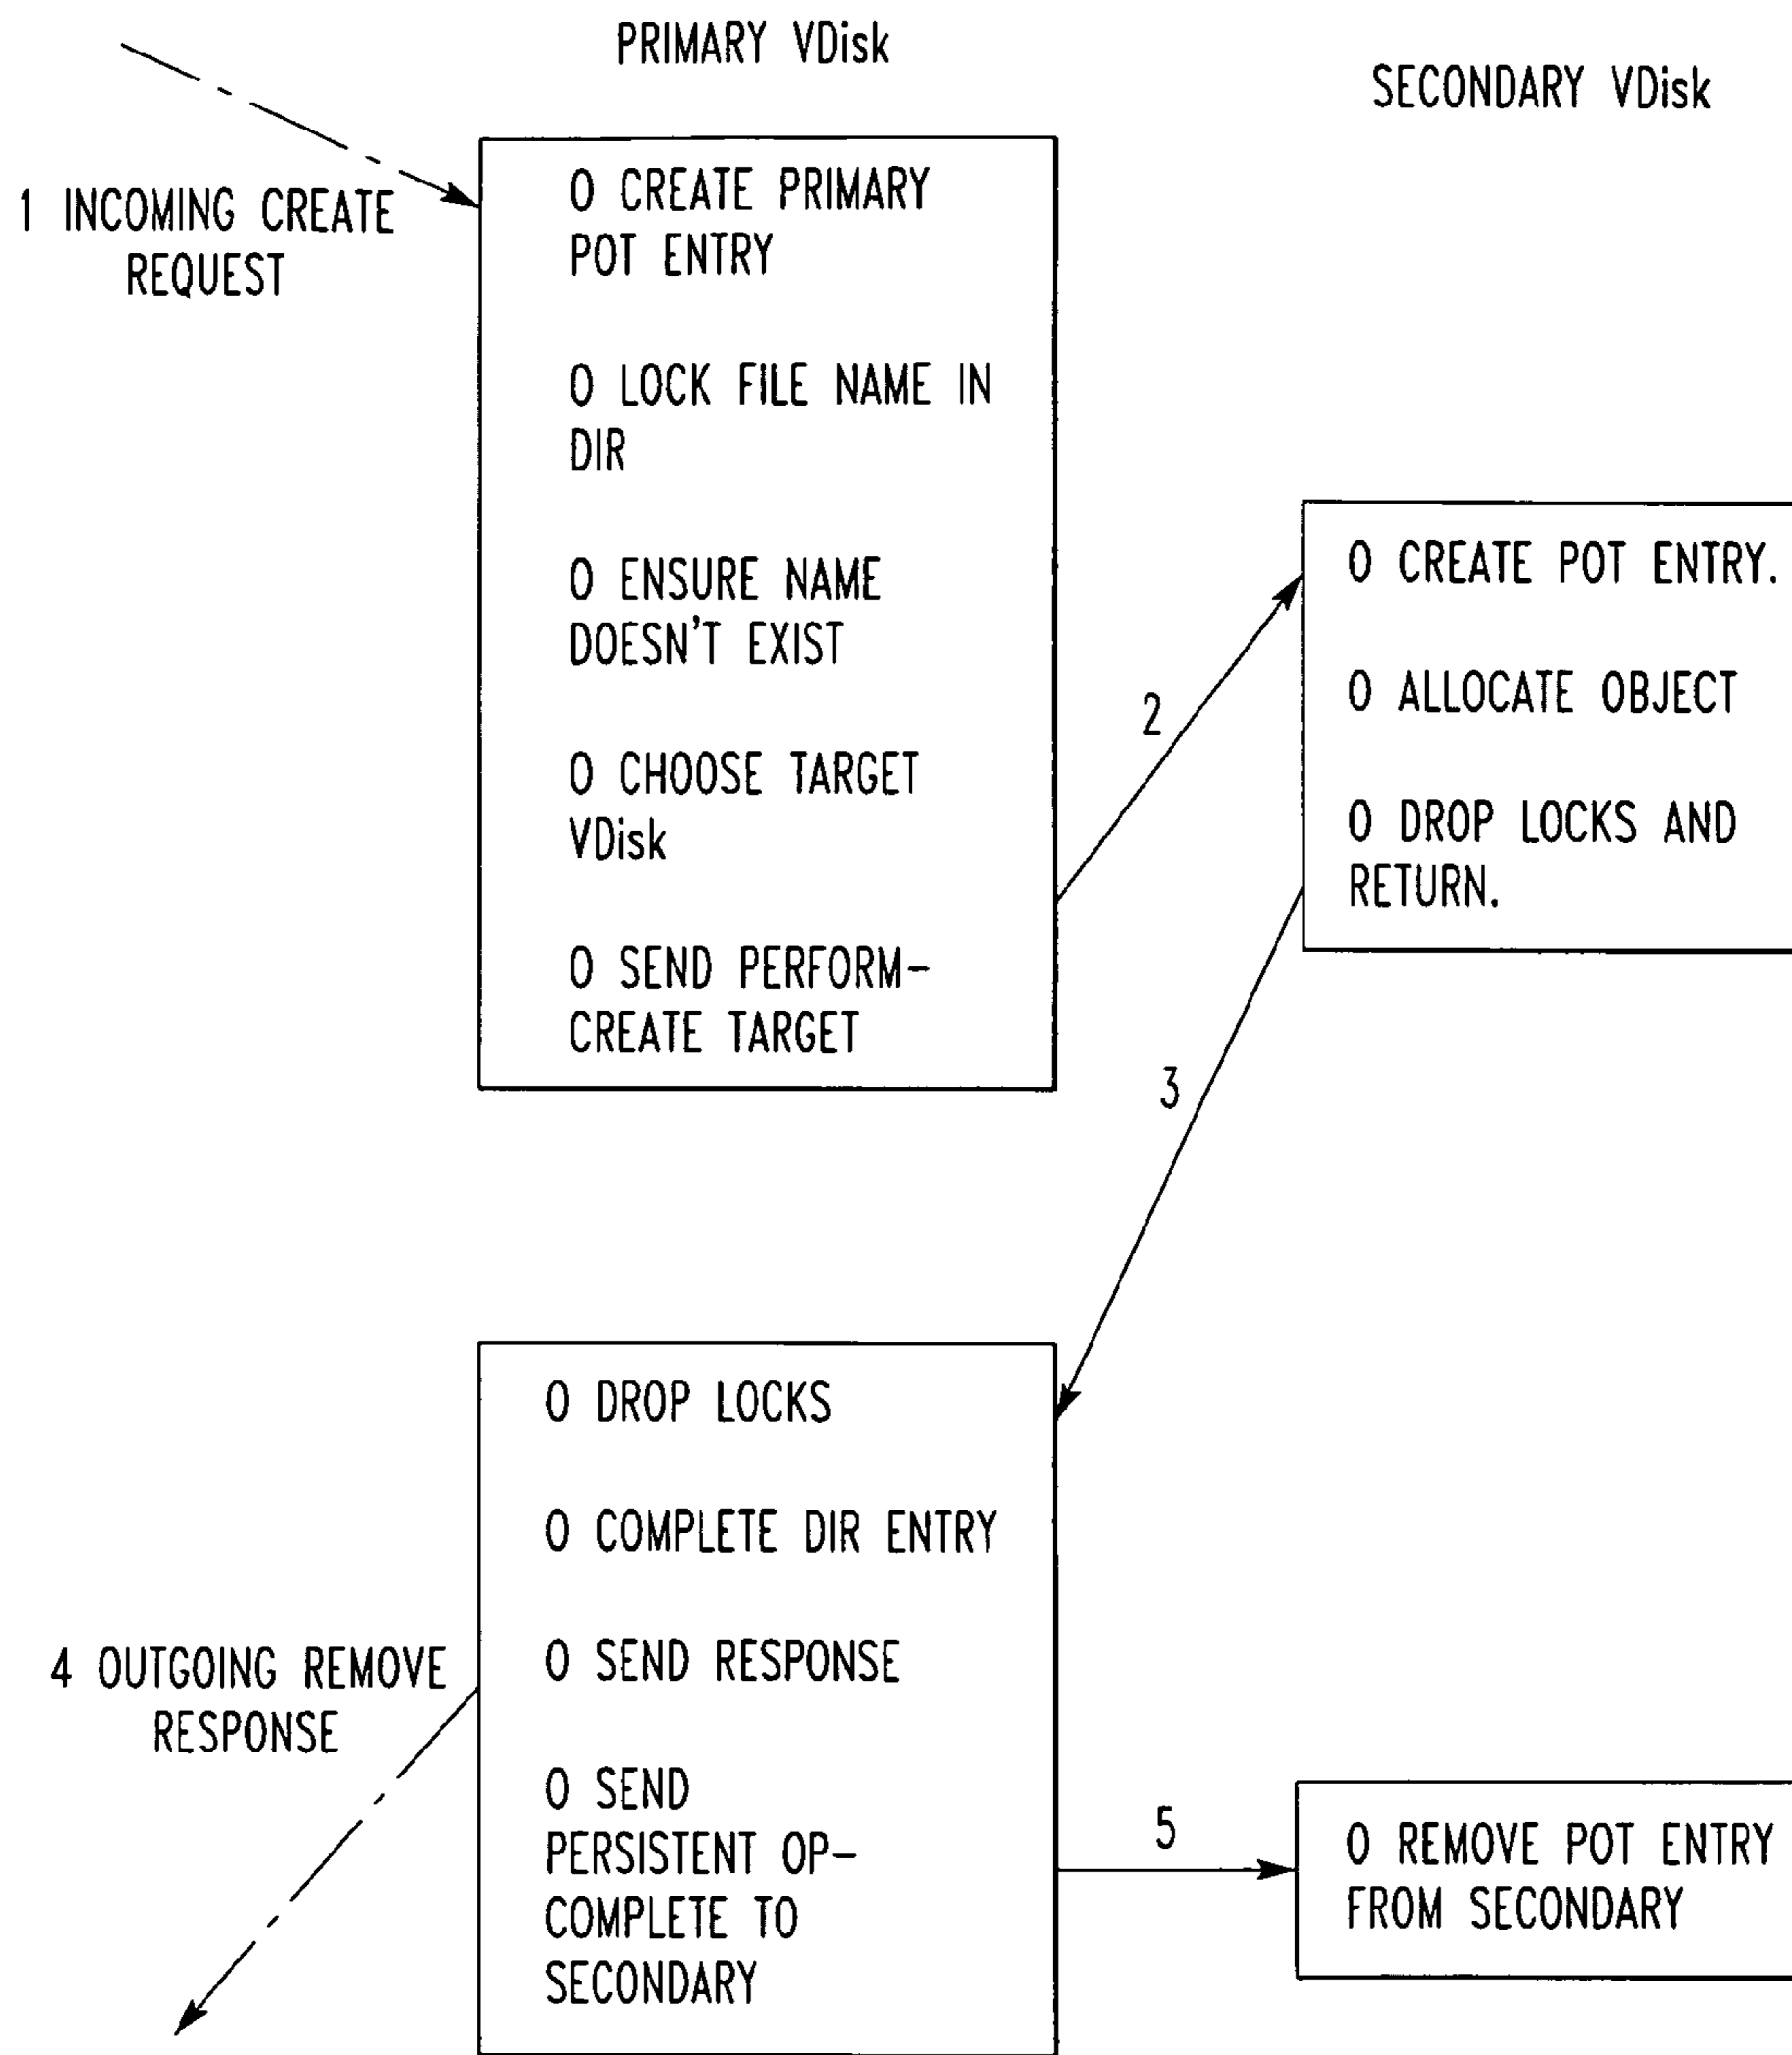 PRIMARY VDisk
SECONDARY VDisk
1 INCOMING CREATE
REQUEST
O CREATE PRIMARY
POT ENTRY
O LOCK FILE NAME IN
DIR
O ENSURE NAME
DOESN'T EXIST
O CHOOSE TARGET
VDisk
O SEND PERFORM-
CREATE TARGET
2
O CREATE POT ENTRY.
O ALLOCATE OBJECT
O DROP LOCKS AND
RETURN.
3
O DROP LOCKS
O COMPLETE DIR ENTRY
O SEND RESPONSE
O SEND
PERSISTENT OP-
COMPLETE TO
SECONDARY
4 OUTGOING REMOVE
RESPONSE
5
O REMOVE POT ENTRY
FROM SECONDARY